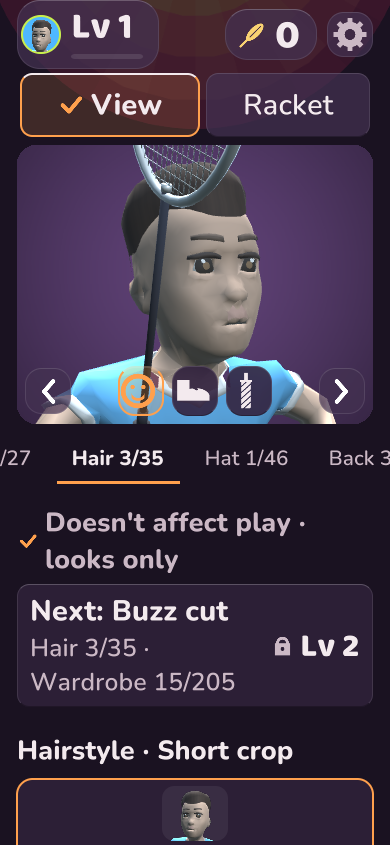 Lv 1
0
View
Racket
/27
Hair 3/35
Hat 1/46
Back 3
Doesn't affect play ·
looks only
Next: Buzz cut
Hair 3/35 ·
Wardrobe 15/205
Lv 2
Hairstyle · Short crop